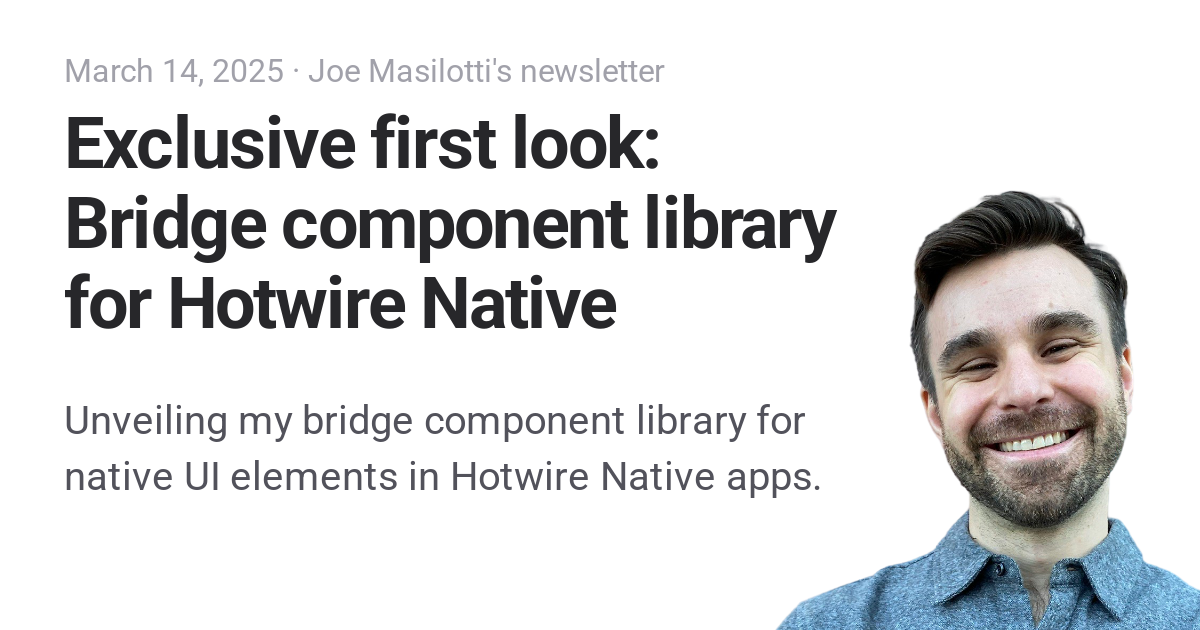 March 14, 2025 · Joe Masilotti's newsletter
Exclusive first look:
Bridge component library
for Hotwire Native
Unveiling my bridge component library for
native UI elements in Hotwire Native apps.